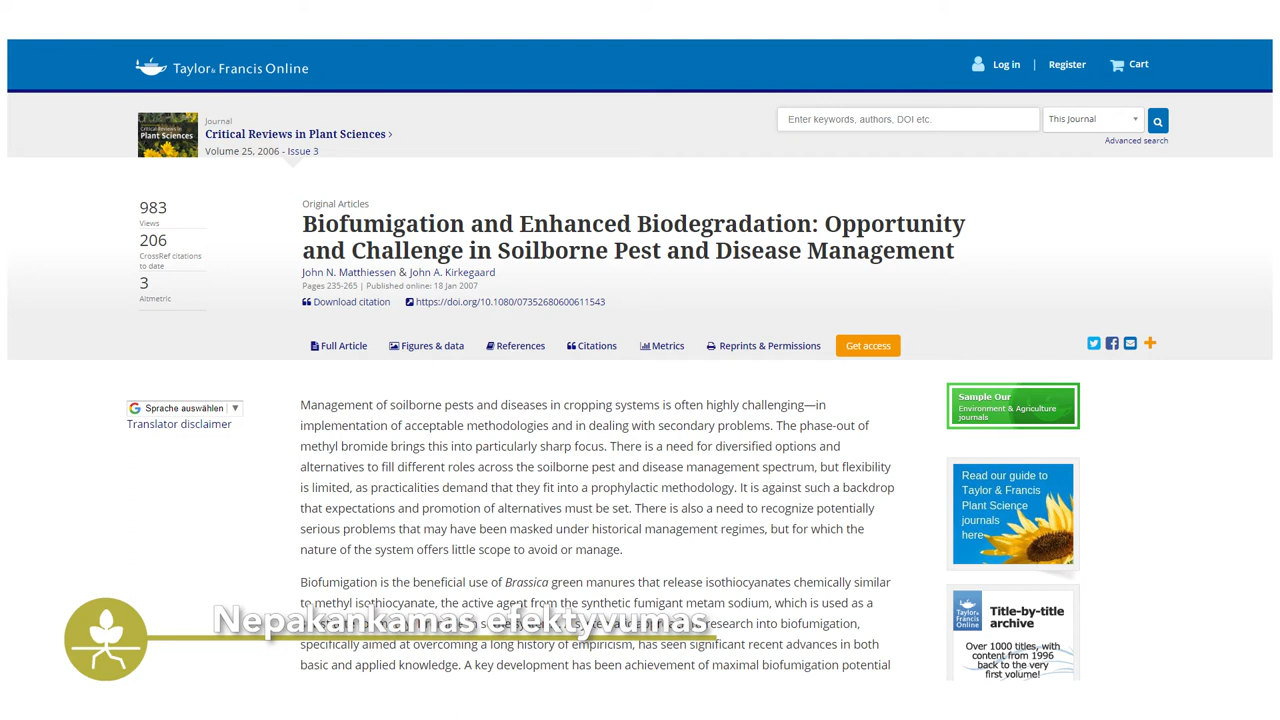 Taylor & Francis Online
Log in | Register Cart
Journal
Critical Reviews in Plant Sciences ›
Volume 25, 2006 - Issue 3
Critical Reviews in
Plant Sciences
Enter keywords, authors, DOI etc.
This Journal
Advanced search
983
Views
206
CrossRef citations
to date
3
Altmetric
Original Articles
Biofumigation and Enhanced Biodegradation: Opportunity
and Challenge in Soilborne Pest and Disease Management
John N. Matthiessen & John A. Kirkegaard
Pages 235-265 | Published online: 18 Jan 2007
Download citation https://doi.org/10.1080/07352680600611543
Full Article Figures & data References Citations Metrics Reprints & Permissions Get access
Sprache auswählen
Translator disclaimer
Management of soilborne pests and diseases in cropping systems is often highly challenging—in
implementation of acceptable methodologies and in dealing with secondary problems. The phase-out of
methyl bromide brings this into particularly sharp focus. There is a need for diversified options and
alternatives to fill different roles across the soilborne pest and disease management spectrum, but flexibility
is limited, as practicalities demand that they fit into a prophylactic methodology. It is against such a backdrop
that expectations and promotion of alternatives must be set. There is also a need to recognize potentially
serious problems that may have been masked under historical management regimes, but for which the
nature of the system offers little scope to avoid or manage.
Biofumigation is the beneficial use of Brassica green manures that release isothiocyanates chemically similar
to methyl isothiocyanate, the active agent from the synthetic fumigant metam sodium, which is used as a
research into biofumigation,
specifically aimed at overcoming a long history of empiricism, has seen significant recent advances in both
basic and applied knowledge. A key development has been achievement of maximal biofumigation potential
Nepakankamas efektyvumas
Sample Our
Environment & Agriculture
journals
Read our guide to
Taylor & Francis
Plant Science
journals
here
Taylor & Francis
Online
Title-by-title
archive
Over 1000 titles, with
content from 1996
back to the very
first volume!